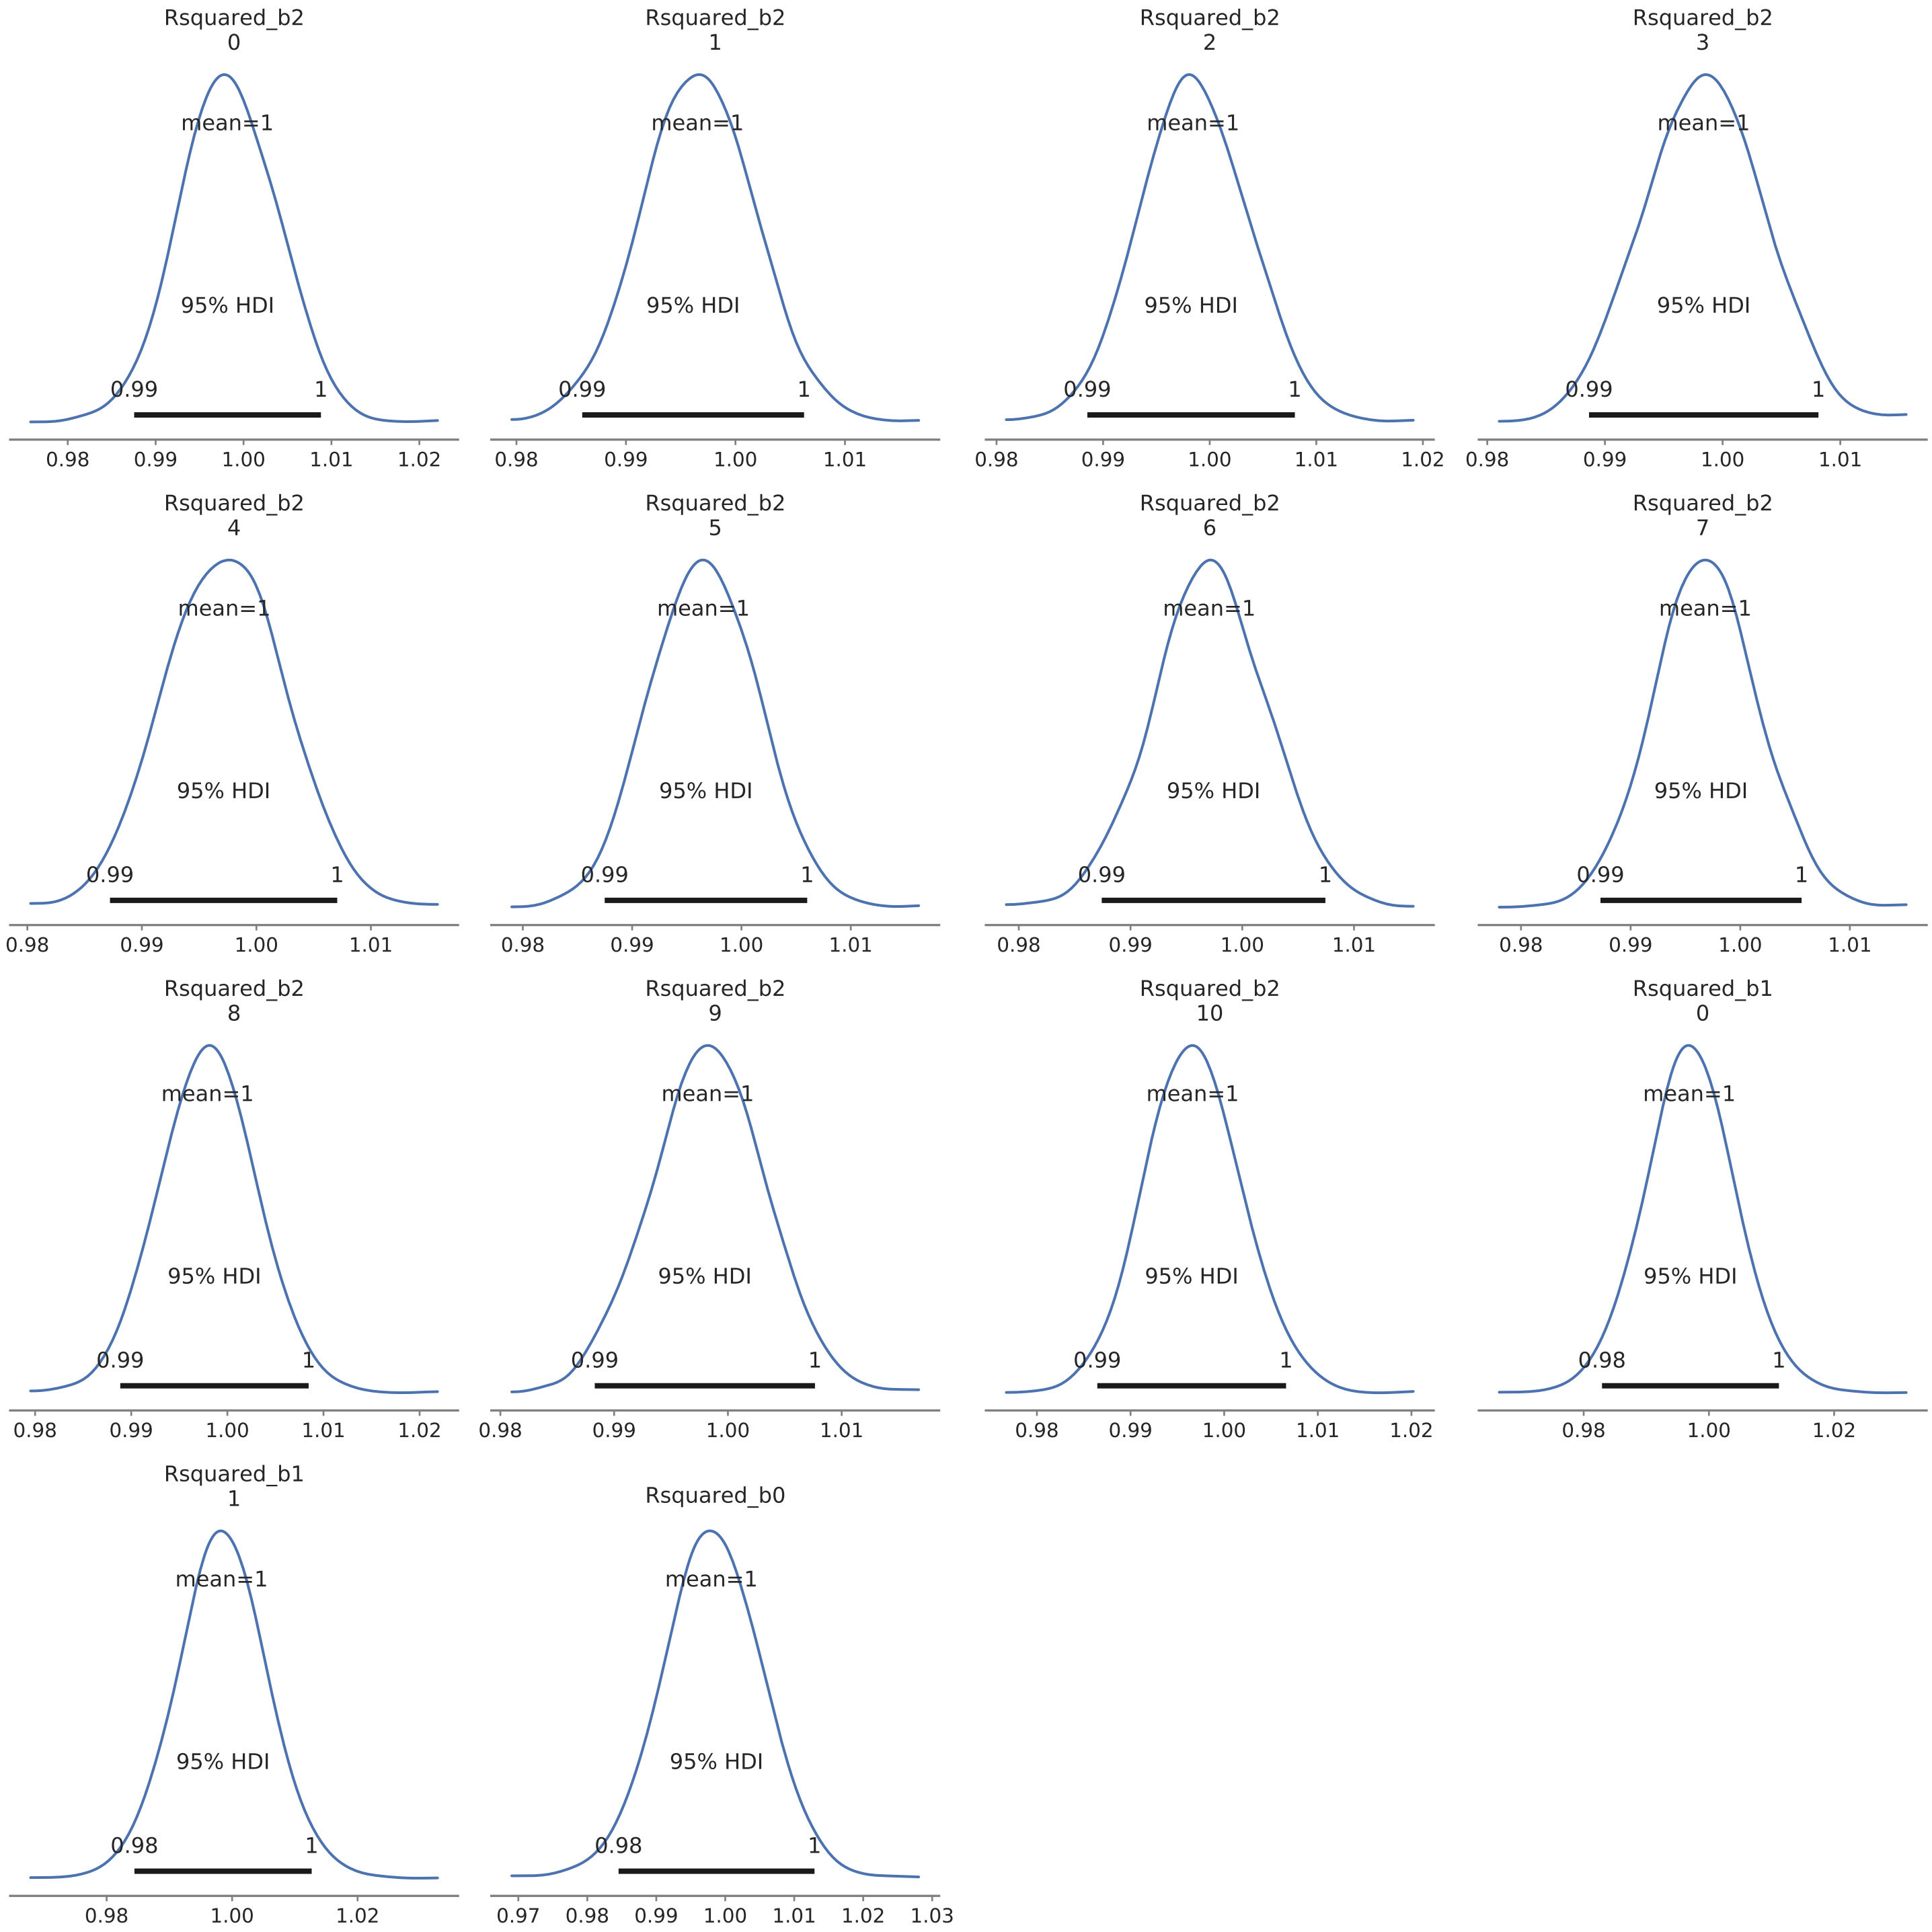 Rsquared_b2
0
mean=1
95% HDI
0.99 1
0.98 0.99 1.00 1.01 1.02
Rsquared_b2
1
mean=1
95% HDI
0.99 1
0.98 0.99 1.00 1.01
Rsquared_b2
2
mean=1
95% HDI
0.99 1
0.98 0.99 1.00 1.01 1.02
Rsquared_b2
3
mean=1
95% HDI
0.99 1
0.98 0.99 1.00 1.01
Rsquared_b2
4
mean=1
95% HDI
0.99 1
0.98 0.99 1.00 1.01
Rsquared_b2
5
mean=1
95% HDI
0.99 1
0.98 0.99 1.00 1.01
Rsquared_b2
6
mean=1
95% HDI
0.99 1
0.98 0.99 1.00 1.01
Rsquared_b2
7
mean=1
95% HDI
0.99 1
0.98 0.99 1.00 1.01
Rsquared_b2
8
mean=1
95% HDI
0.99 1
0.98 0.99 1.00 1.01 1.02
Rsquared_b2
9
mean=1
95% HDI
0.99 1
0.98 0.99 1.00 1.01
Rsquared_b2
10
mean=1
95% HDI
0.99 1
0.98 0.99 1.00 1.01 1.02
Rsquared_b1
0
mean=1
95% HDI
0.98 1
0.98 1.00 1.02
Rsquared_b1
1
mean=1
95% HDI
0.98 1
0.98 1.00 1.02
Rsquared_b0
mean=1
95% HDI
0.98 1
0.97 0.98 0.99 1.00 1.01 1.02 1.03